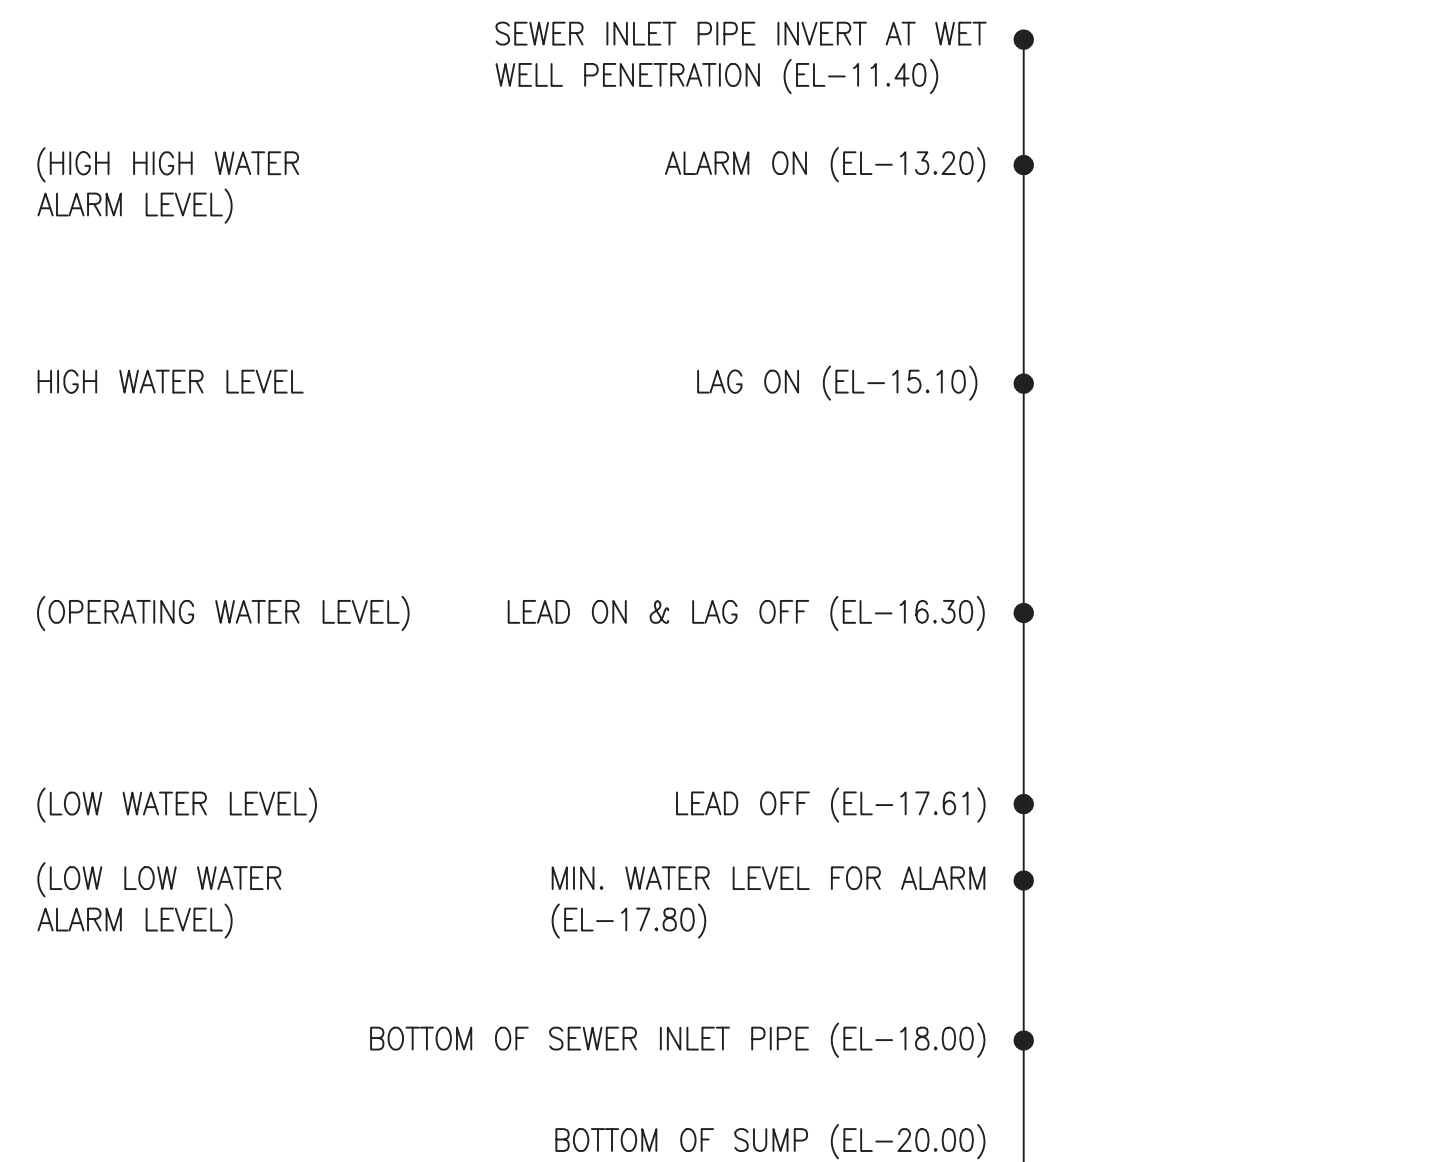 SEWER INLET PIPE INVERT AT WET
WELL PENETRATION (EL-11.40)
(HIGH HIGH WATER
ALARM LEVEL)
ALARM ON (EL-13.20)
HIGH WATER LEVEL
LAG ON (EL-15.10)
(OPERATING WATER LEVEL)
LEAD ON & LAG OFF (EL-16.30)
(LOW WATER LEVEL)
LEAD OFF (EL-17.61)
(LOW LOW WATER
ALARM LEVEL)
MIN. WATER LEVEL FOR ALARM
(EL-17.80)
BOTTOM OF SEWER INLET PIPE (EL-18.00)
BOTTOM OF SUMP (EL-20.00)